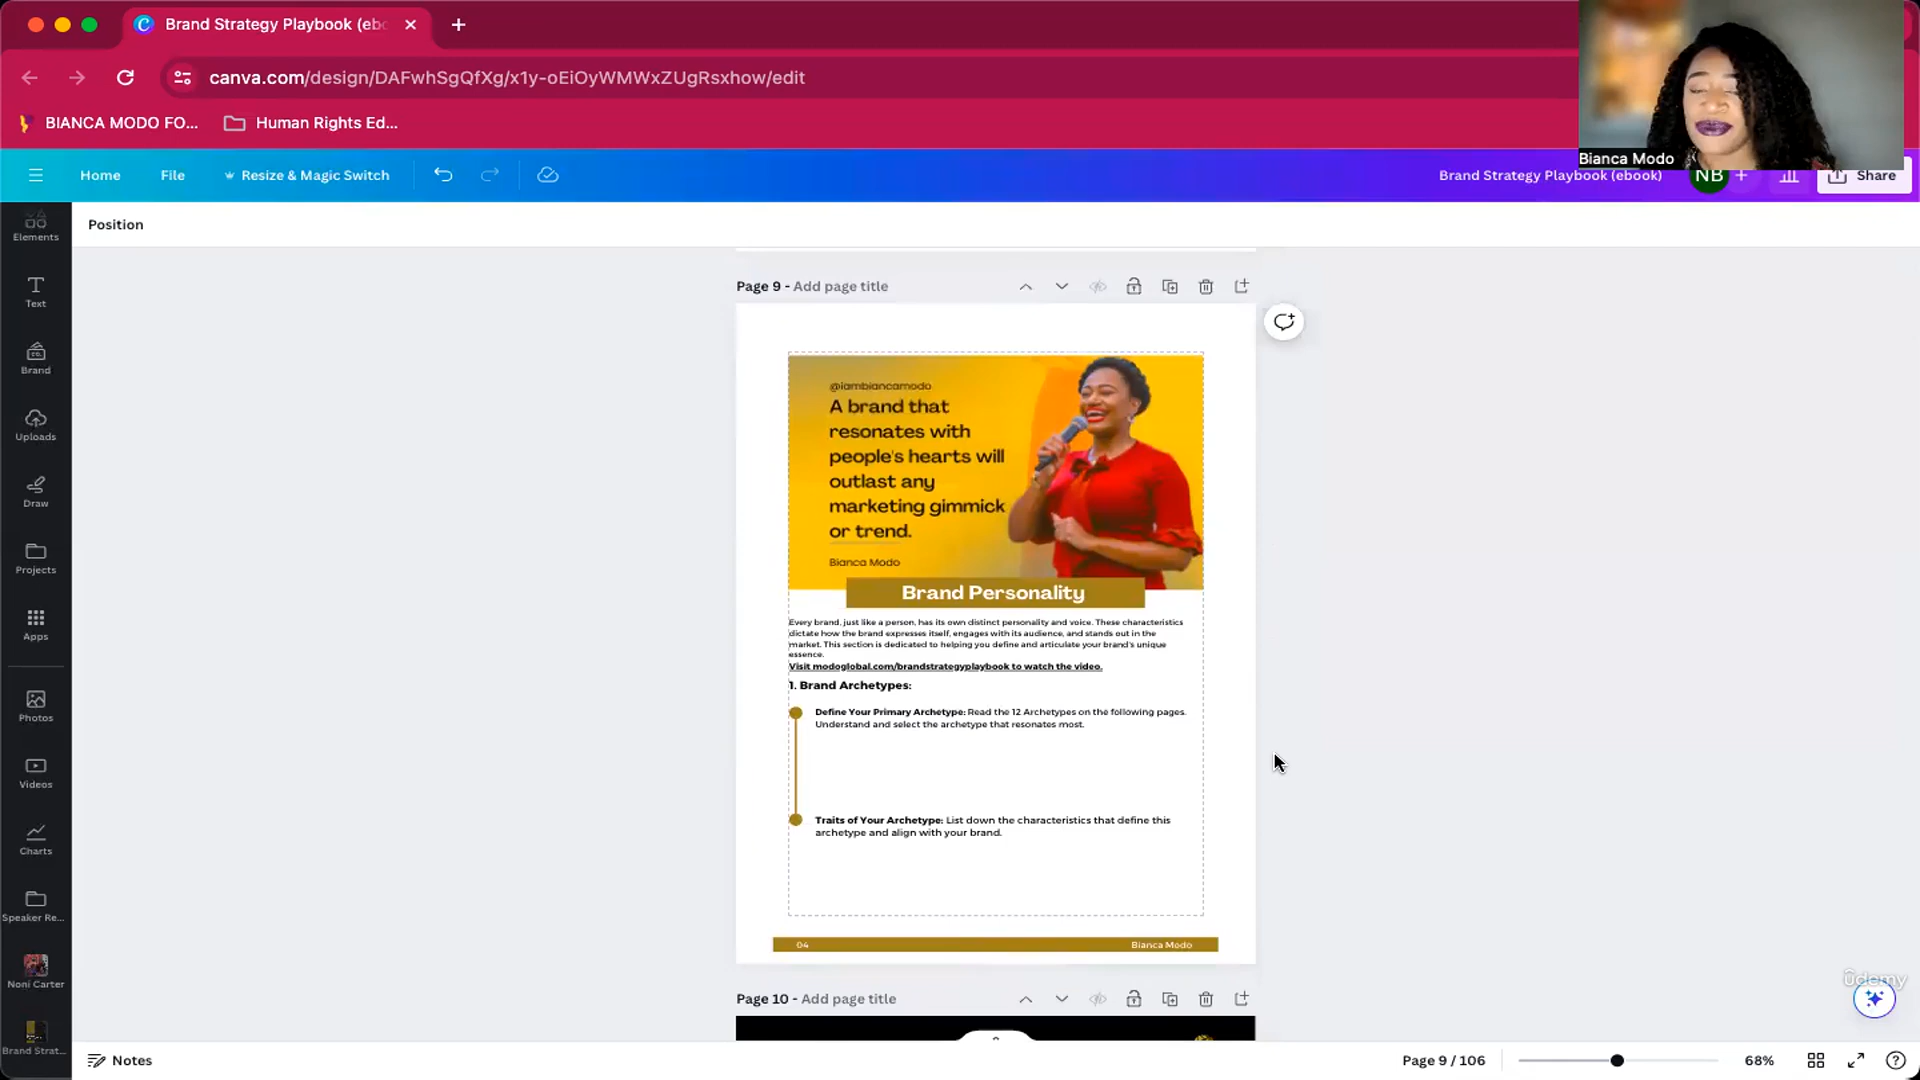 Brand Strategy Playbook (ebo
canva.com/design/DAFwhSgQfXg/x1y-oEiOyWMWxZUgRsxhow/edit
BIANCA MODO FO...
Human Rights Ed...
Bianca Modo
Home
File
Resize & Magic Switch
Brand Strategy Playbook (ebook)
NB
Share
Position
Elements
Text
Brand
Uploads
Draw
Projects
Apps
Photos
Videos
Charts
Speaker Re...
Noni Carter
Brand Strat...
Page 9 - Add page title
@iambiancamodo
A brand that
resonates with
people's hearts will
outlast any
marketing gimmick
or trend.
Bianca Modo
Brand Personality
Every brand, just like a person, has its own distinct personality and voice. These characteristics
dictate how the brand expresses itself, engages with its audience, and stands out in the
market. This section is dedicated to helping you define and articulate your brand's unique
essence.
Visit modoglobal.com/brandstrategyplaybook to watch the video.
1. Brand Archetypes:
Define Your Primary Archetype: Read the 12 Archetypes on the following pages.
Understand and select the archetype that resonates most.
Traits of Your Archetype: List down the characteristics that define this
archetype and align with your brand.
04
Bianca Modo
Page 10 - Add page title
udemy
Notes
Page 9 / 106
68%